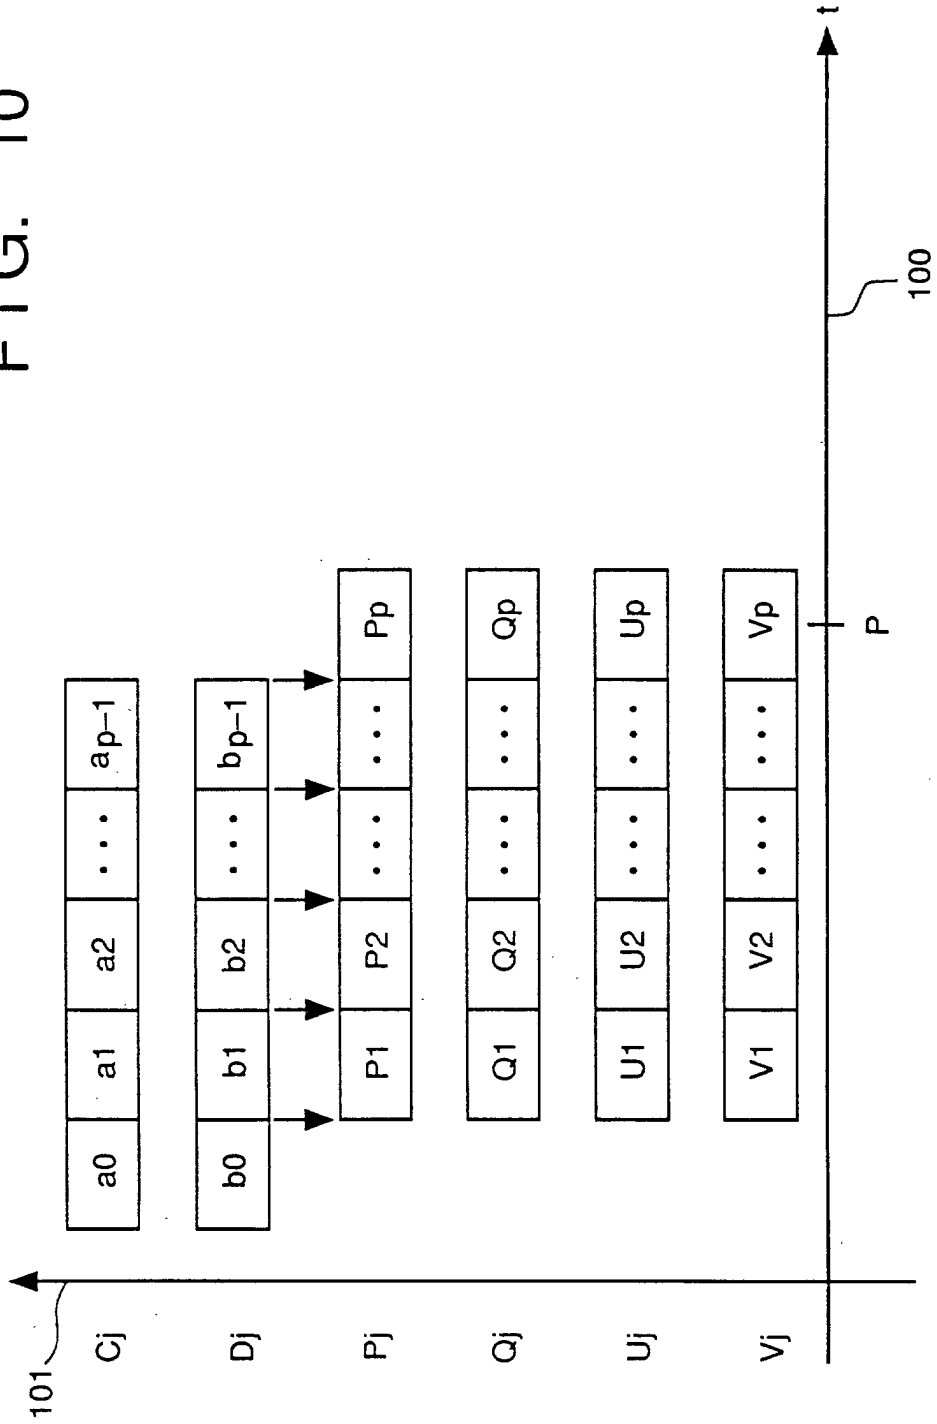 FIG. 10
101
Cj a0 a1 a2 ... ap-1
Dj b0 b1 b2 ... bp-1
Pj P1 P2 ... ... Pp
Qj Q1 Q2 ... ... Qp
Uj U1 U2 ... ... Up
Vj V1 V2 ... ... Vp
P
t
100